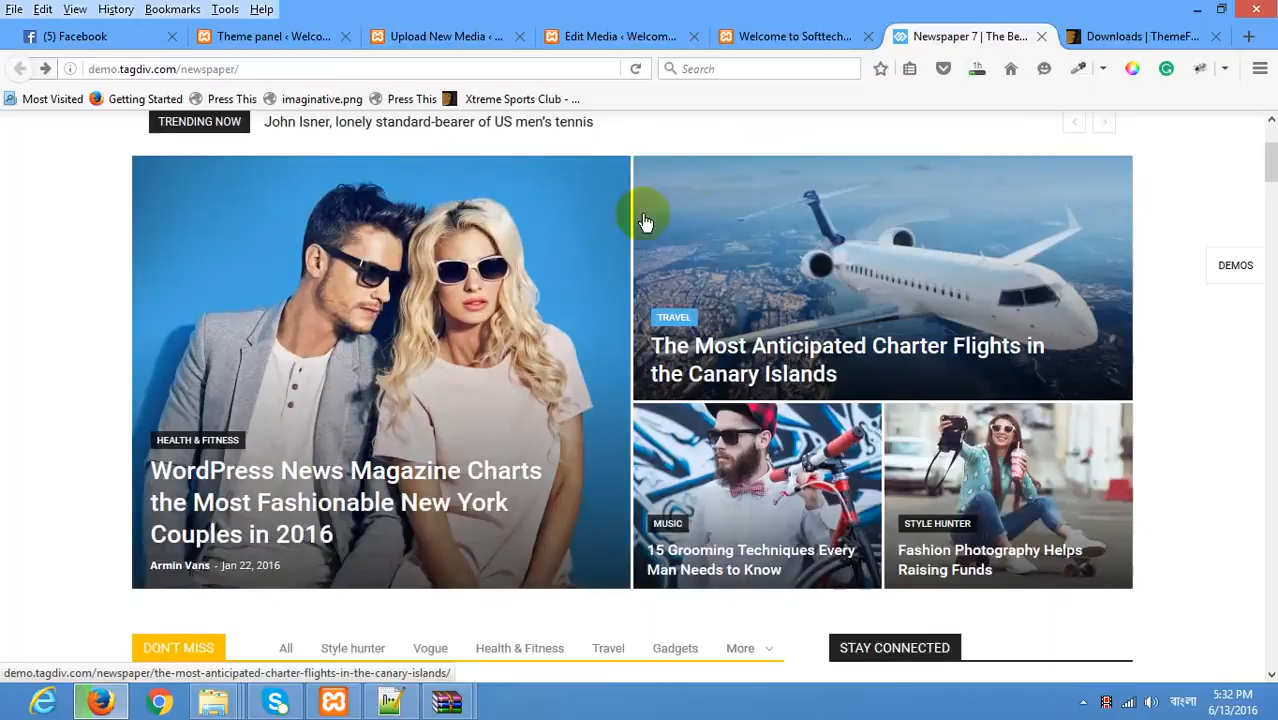 File Edit View History Bookmarks Tools Help
(5) Facebook
Theme panel ‹ Welco...
Upload New Media ‹ ...
Edit Media ‹ Welcom...
Welcome to Softtech...
Newspaper 7 | The Be...
Downloads | ThemeF...
demo.tagdiv.com/newspaper/
Search
1h
Most Visited Getting Started Press This imaginative.png Press This Xtreme Sports Club - ...
TRENDING NOW John Isner, lonely standard-bearer of US men's tennis
DEMOS
TRAVEL
The Most Anticipated Charter Flights in
the Canary Islands
HEALTH & FITNESS
WordPress News Magazine Charts
the Most Fashionable New York
Couples in 2016
Armin Vans - Jan 22, 2016
MUSIC
15 Grooming Techniques Every
Man Needs to Know
STYLE HUNTER
Fashion Photography Helps
Raising Funds
DON'T MISS All Style hunter Vogue Health & Fitness Travel Gadgets More
STAY CONNECTED
demo.tagdiv.com/newspaper/the-most-anticipated-charter-flights-in-the-canary-islands/
বাংলা
5:32 PM
6/13/2016